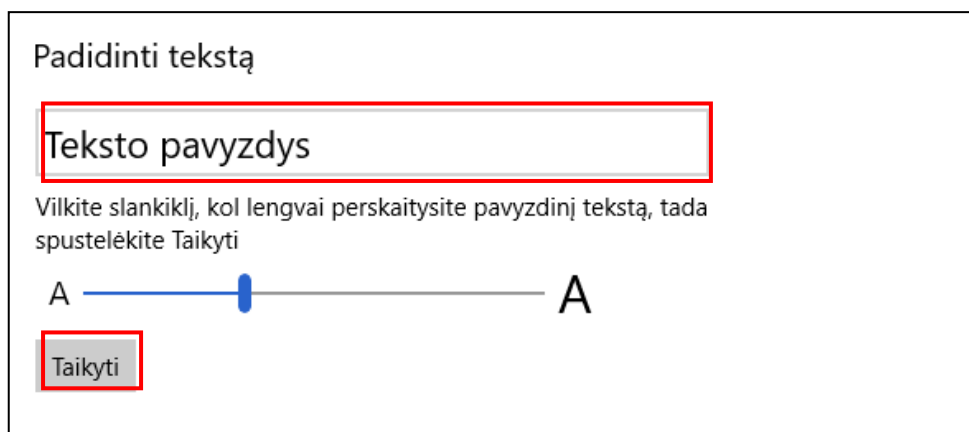 Padidinti tekstą
Teksto pavyzdys
Vilkite slankiklį, kol lengvai perskaitysite pavyzdinį tekstą, tada
spustelėkite Taikyti
A A
Taikyti